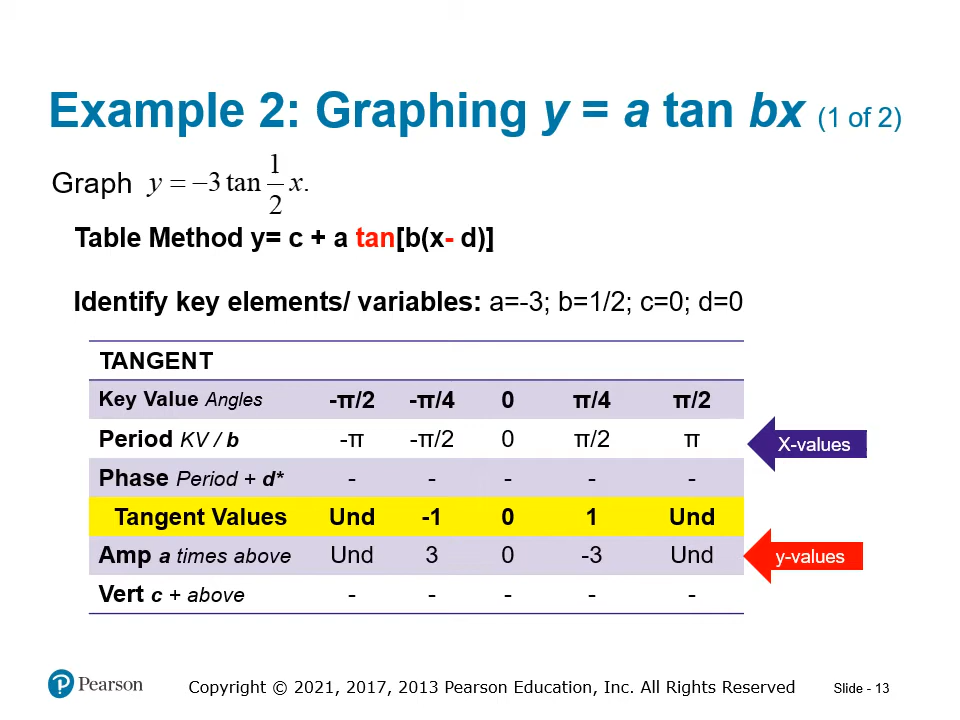 Example 2: Graphing y = a tan bx (1 of 2)
Graph y = −3 tan 1/2 x.
Table Method y= c + a tan[b(x- d)]
Identify key elements/ variables: a=-3; b=1/2; c=0; d=0
TANGENT
Key Value Angles -π/2 -π/4 0 π/4 π/2
Period KV / b -π -π/2 0 π/2 π
X-values
Phase Period + d* - - - - -
Tangent Values Und -1 0 1 Und
Amp a times above Und 3 0 -3 Und
y-values
Vert c + above - - - - -
P Pearson
Copyright © 2021, 2017, 2013 Pearson Education, Inc. All Rights Reserved
Slide - 13